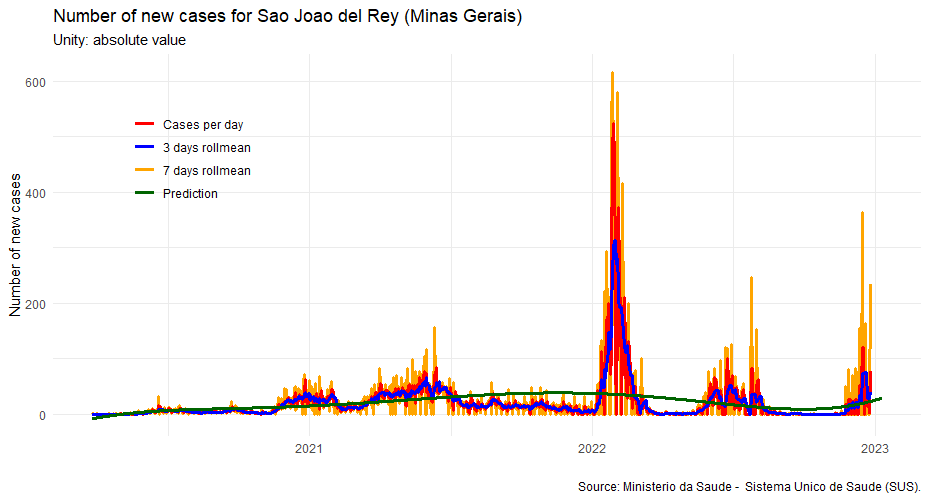 Number of new cases for Sao Joao del Rey (Minas Gerais)
Unity: absolute value
Number of new cases
600
400
200
0
Cases per day
3 days rollmean
7 days rollmean
Prediction
2021
2022
2023
Source: Ministerio da Saude - Sistema Unico de Saude (SUS).